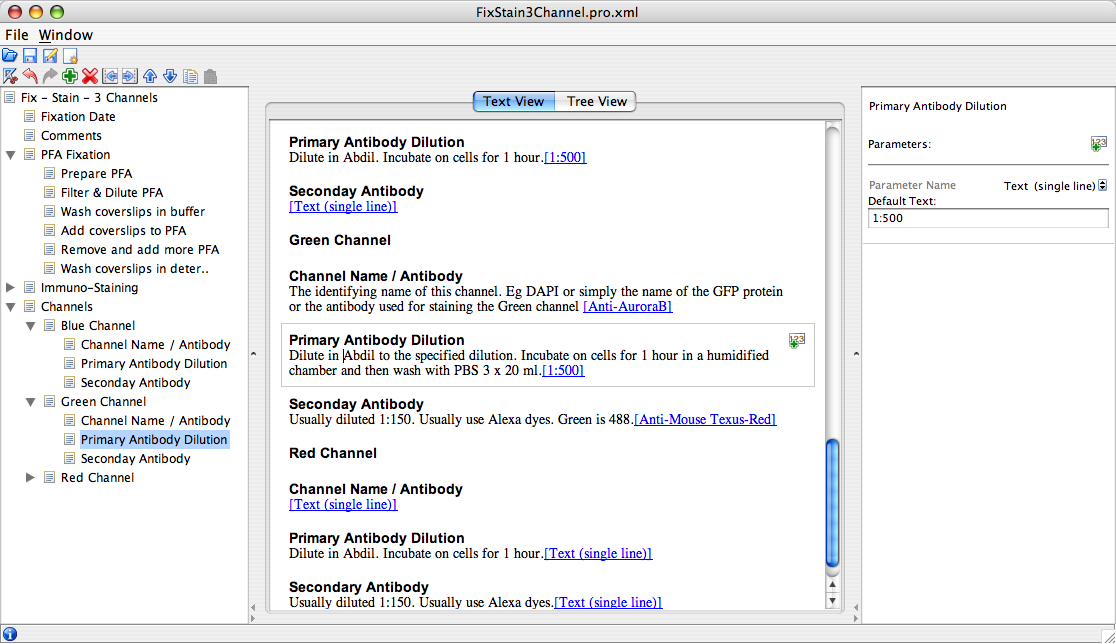 FixStain3Channel.pro.xml
File Window
Fix - Stain - 3 Channels
Fixation Date
Comments
PFA Fixation
Prepare PFA
Filter & Dilute PFA
Wash coverslips in buffer
Add coverslips to PFA
Remove and add more PFA
Wash coverslips in deter..
Immuno-Staining
Channels
Blue Channel
Channel Name / Antibody
Primary Antibody Dilution
Seconday Antibody
Green Channel
Channel Name / Antibody
Primary Antibody Dilution
Seconday Antibody
Red Channel
Text View Tree View
Primary Antibody Dilution
Dilute in Abdil. Incubate on cells for 1 hour.[1:500]
Seconday Antibody
[Text (single line)]
Green Channel
Channel Name / Antibody
The identifying name of this channel. Eg DAPI or simply the name of the GFP protein
or the antibody used for staining the Green channel [Anti-AuroraB]
Primary Antibody Dilution
Dilute in Abdil to the specified dilution. Incubate on cells for 1 hour in a humidified
chamber and then wash with PBS 3 x 20 ml.[1:500]
Seconday Antibody
Usually diluted 1:150. Usually use Alexa dyes. Green is 488.[Anti-Mouse Texus-Red]
Red Channel
Channel Name / Antibody
[Text (single line)]
Primary Antibody Dilution
Dilute in Abdil. Incubate on cells for 1 hour.[Text (single line)]
Secondary Antibody
Usually diluted 1:150. Usually use Alexa dyes.[Text (single line)]
Primary Antibody Dilution
Parameters:
123
Parameter Name Text (single line)
Default Text:
1:500
123